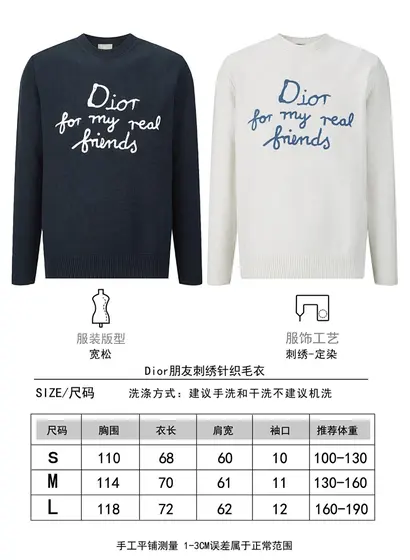 Dior
for my real
friends
Dior
for my real
friends
服装版型
宽松
服饰工艺
刺绣-定染
Dior朋友刺绣针织毛衣
SIZE/尺码
洗涤方式：建议手洗和干洗不建议机洗
尺码 胸围 衣长 肩宽 袖口 推荐体重
S 110 68 60 10 100-130
M 114 70 61 11 130-160
L 118 72 62 12 160-190
手工平铺测量 1-3CM误差属于正常范围